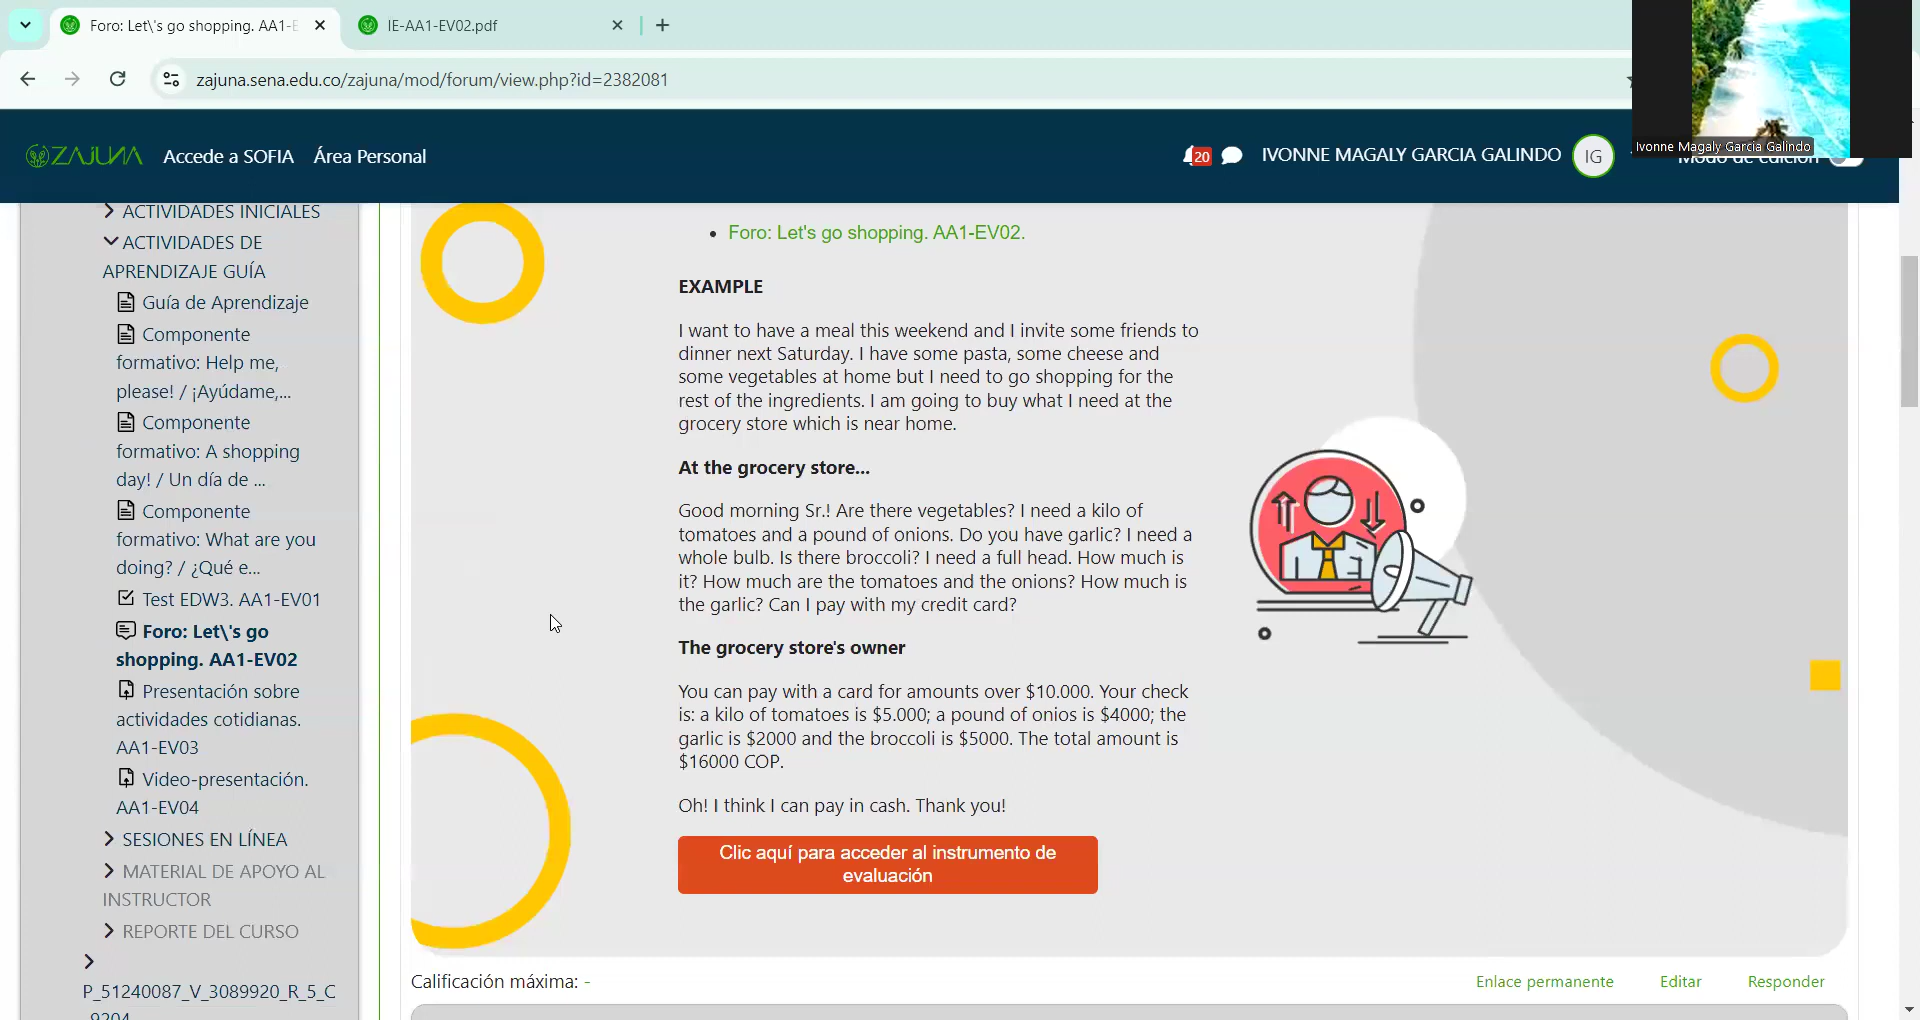 Foro: Let\'s go shopping. AA1-E
IE-AA1-EV02.pdf
zajuna.sena.edu.co/zajuna/mod/forum/view.php?id=2382081
Ivonne Magaly Garcia Galindo
ZAJUNA
Accede a SOFIA
Área Personal
20
IVONNE MAGALY GARCIA GALINDO
IG
Modo de edición
ACTIVIDADES INICIALES
ACTIVIDADES DE
APRENDIZAJE GUÍA
Guía de Aprendizaje
Componente
formativo: Help me,
please! / ¡Ayúdame,...
Componente
formativo: A shopping
day! / Un día de ...
Componente
formativo: What are you
doing? / ¿Qué e...
Test EDW3. AA1-EV01
Foro: Let\'s go
shopping. AA1-EV02
Presentación sobre
actividades cotidianas.
AA1-EV03
Video-presentación.
AA1-EV04
SESIONES EN LÍNEA
MATERIAL DE APOYO AL
INSTRUCTOR
REPORTE DEL CURSO
P_51240087_V_3089920_R_5_C
_9204
Foro: Let's go shopping. AA1-EV02.
EXAMPLE
I want to have a meal this weekend and I invite some friends to
dinner next Saturday. I have some pasta, some cheese and
some vegetables at home but I need to go shopping for the
rest of the ingredients. I am going to buy what I need at the
grocery store which is near home.
At the grocery store...
Good morning Sr.! Are there vegetables? I need a kilo of
tomatoes and a pound of onions. Do you have garlic? I need a
whole bulb. Is there broccoli? I need a full head. How much is
it? How much are the tomatoes and the onions? How much is
the garlic? Can I pay with my credit card?
The grocery store's owner
You can pay with a card for amounts over $10.000. Your check
is: a kilo of tomatoes is $5.000; a pound of onios is $4000; the
garlic is $2000 and the broccoli is $5000. The total amount is
$16000 COP.
Oh! I think I can pay in cash. Thank you!
Clic aquí para acceder al instrumento de
evaluación
Calificación máxima: -
Enlace permanente
Editar
Responder